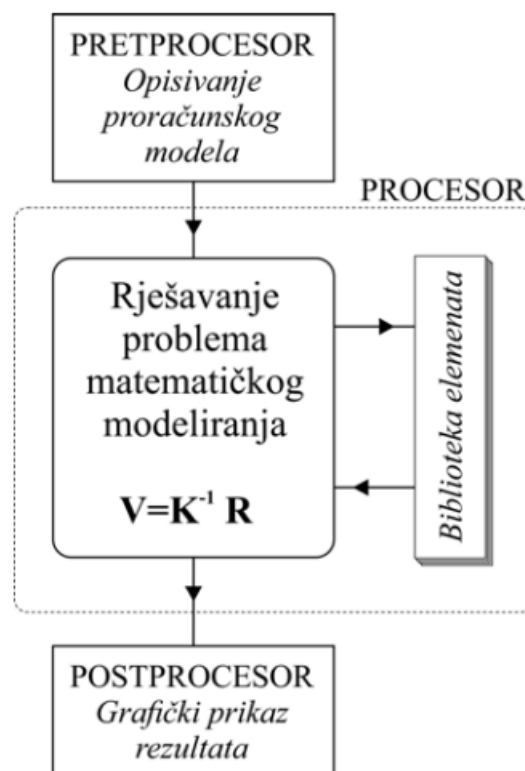 PRETPROCESOR
Opisivanje
proračunskog
modela
PROCESOR
Rješavanje
problema
matematičkog
modeliranja
V=K⁻¹ R
Biblioteka elemenata
POSTPROCESOR
Grafički prikaz
rezultata